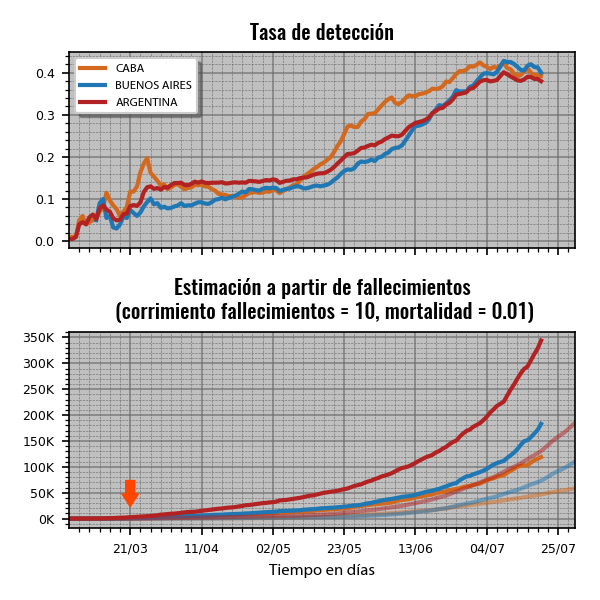 Tasa de detección
CABA
BUENOS AIRES
ARGENTINA
0.4
0.3
0.2
0.1
0.0
Estimación a partir de fallecimientos
(corrimiento fallecimientos = 10, mortalidad = 0.01)
350K
300K
250K
200K
150K
100K
50K
0K
21/03 11/04 02/05 23/05 13/06 04/07 25/07
Tiempo en días